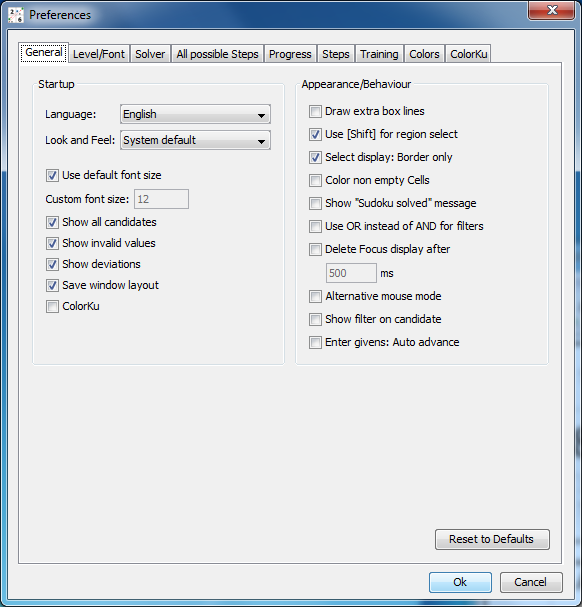 Preferences
General Level/Font Solver All possible Steps Progress Steps Training Colors ColorKu
Startup
Language: English
Look and Feel: System default
Use default font size
Custom font size: 12
Show all candidates
Show invalid values
Show deviations
Save window layout
ColorKu
Appearance/Behaviour
Draw extra box lines
Use [Shift] for region select
Select display: Border only
Color non empty Cells
Show "Sudoku solved" message
Use OR instead of AND for filters
Delete Focus display after
500 ms
Alternative mouse mode
Show filter on candidate
Enter givens: Auto advance
Reset to Defaults
Ok Cancel